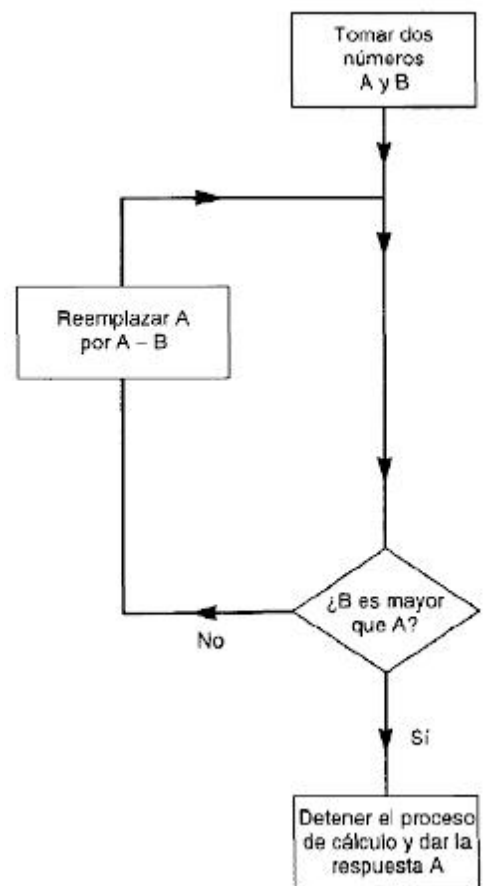 Tomar dos
números
A y B
Reemplazar A
por A – B
¿B es mayor
que A?
No
Sí
Detener el proceso
de cálculo y dar la
respuesta A